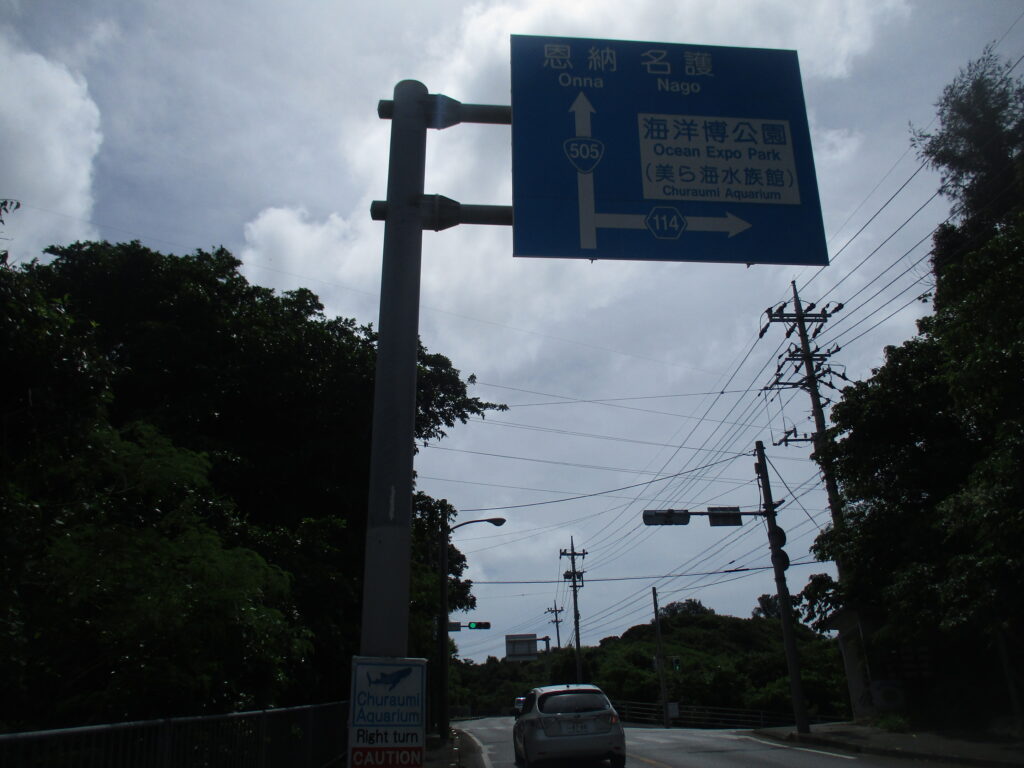 恩納 名護
Onna Nago
505
海洋博公園
Ocean Expo Park
(美ら海水族館)
Churaumi Aquarium
114
Churaumi
Aquarium
Right turn
CAUTION